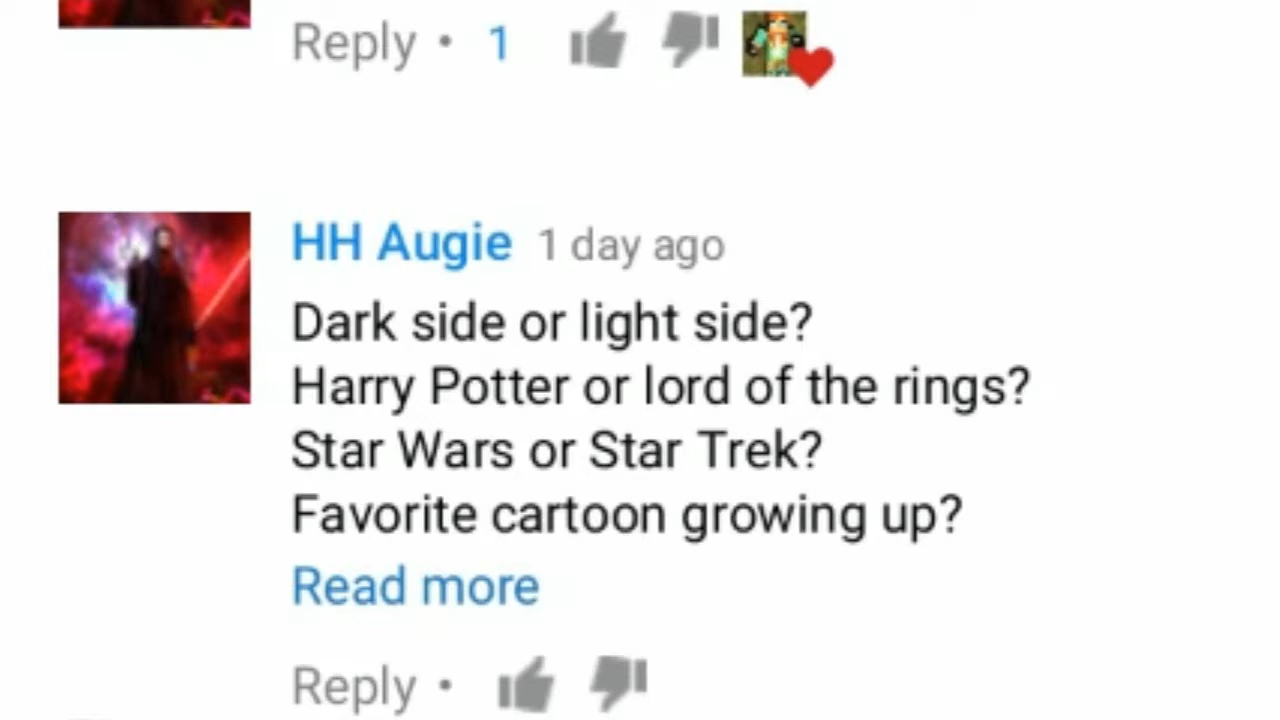 Reply • 1
HH Augie 1 day ago
Dark side or light side?
Harry Potter or lord of the rings?
Star Wars or Star Trek?
Favorite cartoon growing up?
Read more
Reply •